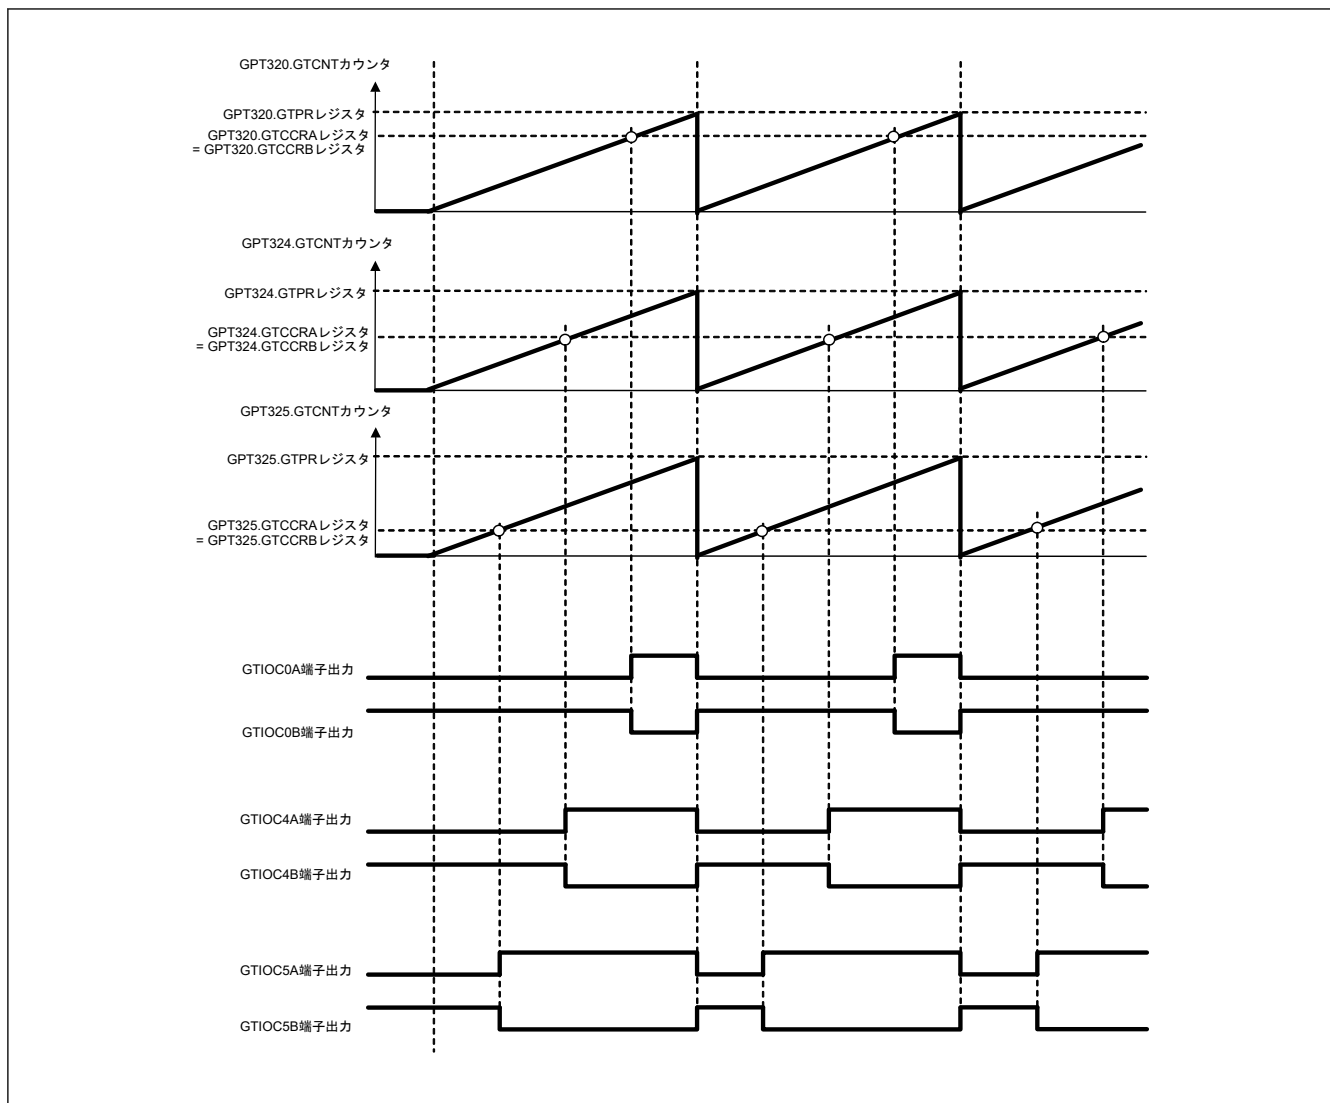 GPT320.GTCNTカウンタ
GPT320.GTPRレジスタ
GPT320.GTCCRAレジスタ
= GPT320.GTCCRBレジスタ
GPT324.GTCNTカウンタ
GPT324.GTPRレジスタ
GPT324.GTCCRAレジスタ
= GPT324.GTCCRBレジスタ
GPT325.GTCNTカウンタ
GPT325.GTPRレジスタ
GPT325.GTCCRAレジスタ
= GPT325.GTCCRBレジスタ
GTIOC0A端子出力
GTIOC0B端子出力
GTIOC4A端子出力
GTIOC4B端子出力
GTIOC5A端子出力
GTIOC5B端子出力